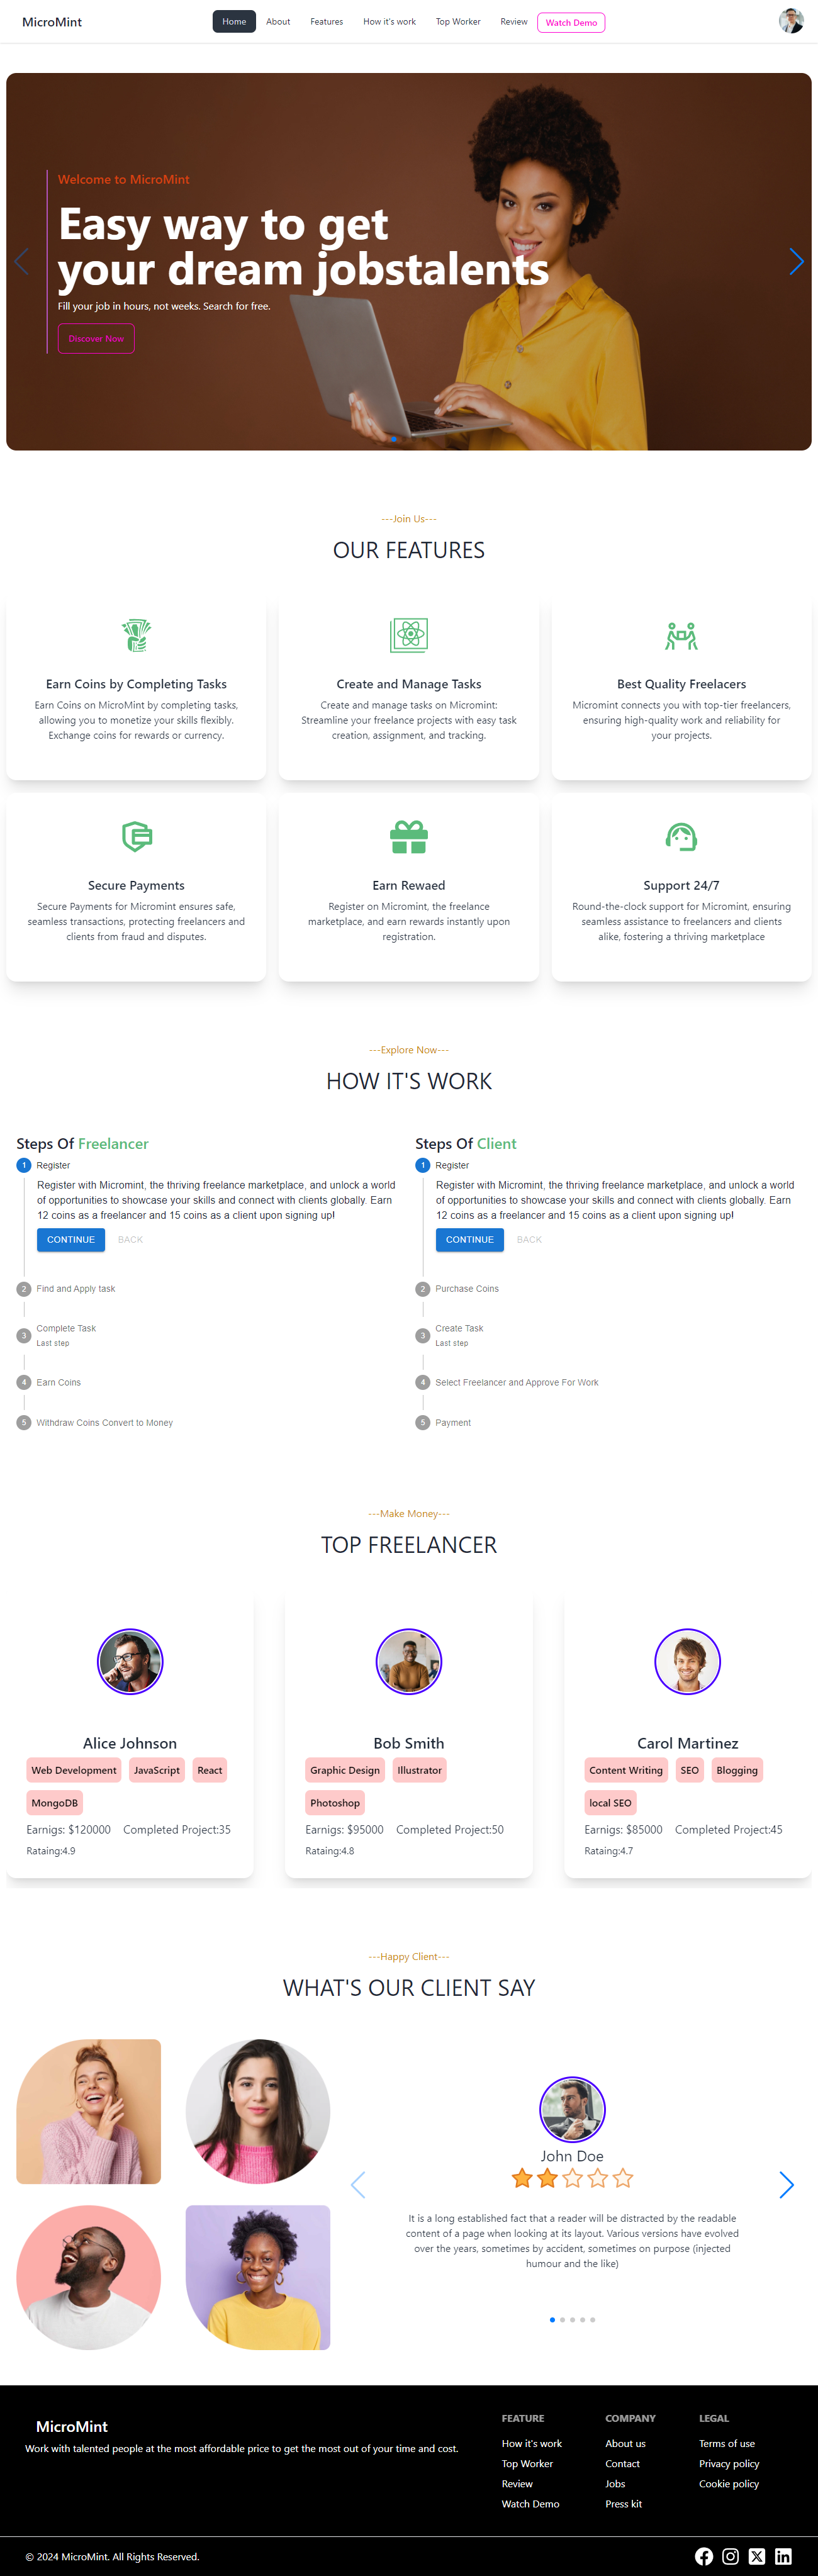 MicroMint
Home
About
Features
How it's work
Top Worker
Review
Watch Demo
Welcome to MicroMint
Easy way to get
your dream jobstalents
Fill your job in hours, not weeks. Search for free.
Discover Now
---Join Us---
OUR FEATURES
Earn Coins by Completing Tasks
Earn Coins on MicroMint by completing tasks,
allowing you to monetize your skills flexibly.
Exchange coins for rewards or currency.
Create and Manage Tasks
Create and manage tasks on Micromint:
Streamline your freelance projects with easy task
creation, assignment, and tracking.
Best Quality Freelacers
Micromint connects you with top-tier freelancers,
ensuring high-quality work and reliability for
your projects.
Secure Payments
Secure Payments for Micromint ensures safe,
seamless transactions, protecting freelancers and
clients from fraud and disputes.
Earn Rewaed
Register on Micromint, the freelance
marketplace, and earn rewards instantly upon
registration.
Support 24/7
Round-the-clock support for Micromint, ensuring
seamless assistance to freelancers and clients
alike, fostering a thriving marketplace
---Explore Now---
HOW IT'S WORK
Steps Of Freelancer
1 Register
Register with Micromint, the thriving freelance marketplace, and unlock a world
of opportunities to showcase your skills and connect with clients globally. Earn
12 coins as a freelancer and 15 coins as a client upon signing up!
CONTINUE
BACK
2 Find and Apply task
3 Complete Task
Last step
4 Earn Coins
5 Withdraw Coins Convert to Money
Steps Of Client
1 Register
Register with Micromint, the thriving freelance marketplace, and unlock a world
of opportunities to showcase your skills and connect with clients globally. Earn
12 coins as a freelancer and 15 coins as a client upon signing up!
CONTINUE
BACK
2 Purchase Coins
3 Create Task
Last step
4 Select Freelancer and Approve For Work
5 Payment
---Make Money---
TOP FREELANCER
Alice Johnson
Web Development JavaScript React
MongoDB
Earnigs: $120000 Completed Project:35
Rataing:4.9
Bob Smith
Graphic Design Illustrator
Photoshop
Earnigs: $95000 Completed Project:50
Rataing:4.8
Carol Martinez
Content Writing SEO Blogging
local SEO
Earnigs: $85000 Completed Project:45
Rataing:4.7
---Happy Client---
WHAT'S OUR CLIENT SAY
John Doe
It is a long established fact that a reader will be distracted by the readable
content of a page when looking at its layout. Various versions have evolved
over the years, sometimes by accident, sometimes on purpose (injected
humour and the like)
MicroMint
Work with talented people at the most affordable price to get the most out of your time and cost.
FEATURE
How it's work
Top Worker
Review
Watch Demo
COMPANY
About us
Contact
Jobs
Press kit
LEGAL
Terms of use
Privacy policy
Cookie policy
© 2024 MicroMint. All Rights Reserved.